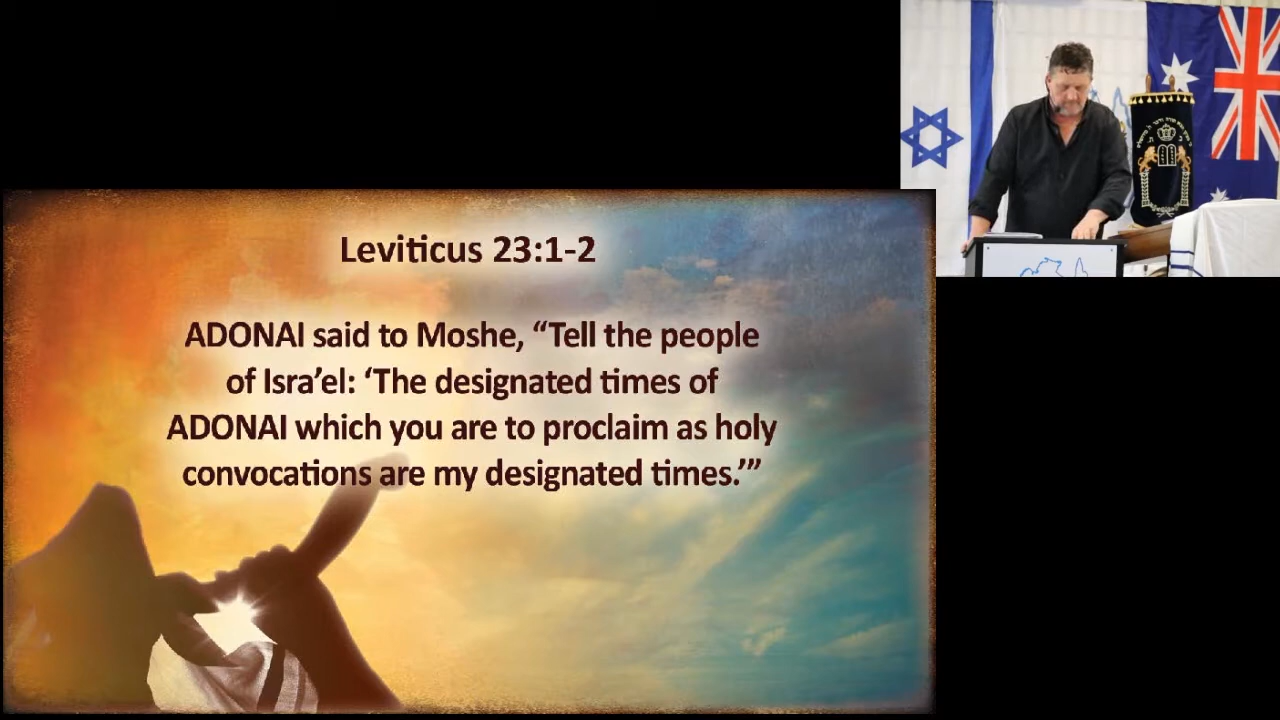 Leviticus 23:1-2
ADONAI said to Moshe, “Tell the people
of Isra’el: ‘The designated times of
ADONAI which you are to proclaim as holy
convocations are my designated times.’”